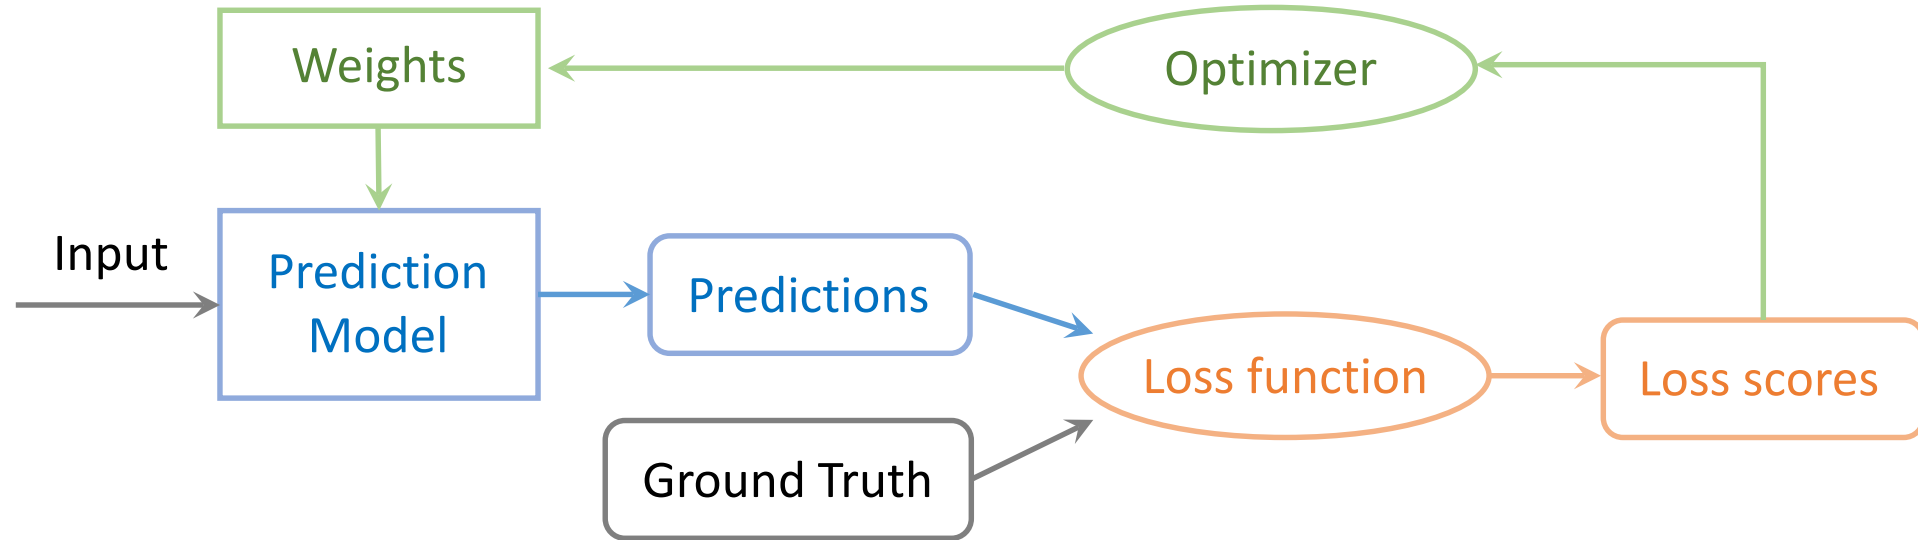 Weights
Optimizer
Input
Prediction
Model
Predictions
Loss function
Loss scores
Ground Truth